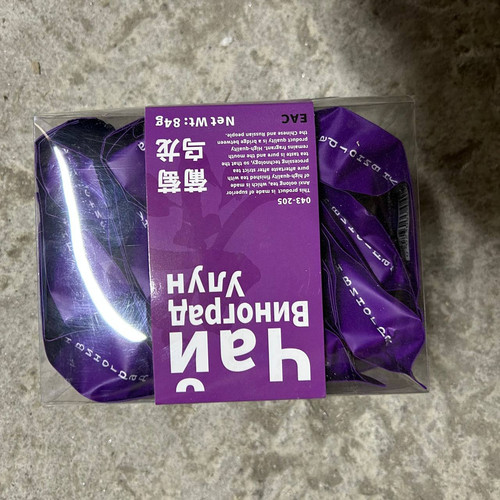 Чай
Виноград
Улун
043-205
This product is made of superior
Anxi oolong tea, which is made
of high-quality finished tea with
pure aftertaste after strict tea
processing technology, so that the
tea taste is pure and the mouth
remains fragrant. High-quality
product quality is a bridge between
the Chinese and Russian people.
葡萄
乌龙
EAC
Net Wt: 84g